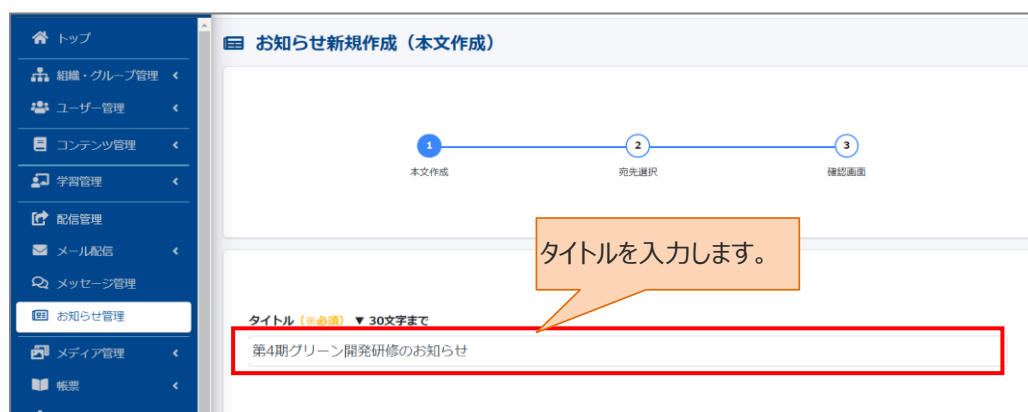 トップ
組織・グループ管理
ユーザー管理
コンテンツ管理
学習管理
配信管理
メール配信
メッセージ管理
お知らせ管理
メディア管理
帳票
お知らせ新規作成（本文作成）
1
2
3
本文作成
宛先選択
確認画面
タイトルを入力します。
タイトル（※必須） ▼ 30文字まで
第4期グリーン開発研修のお知らせ